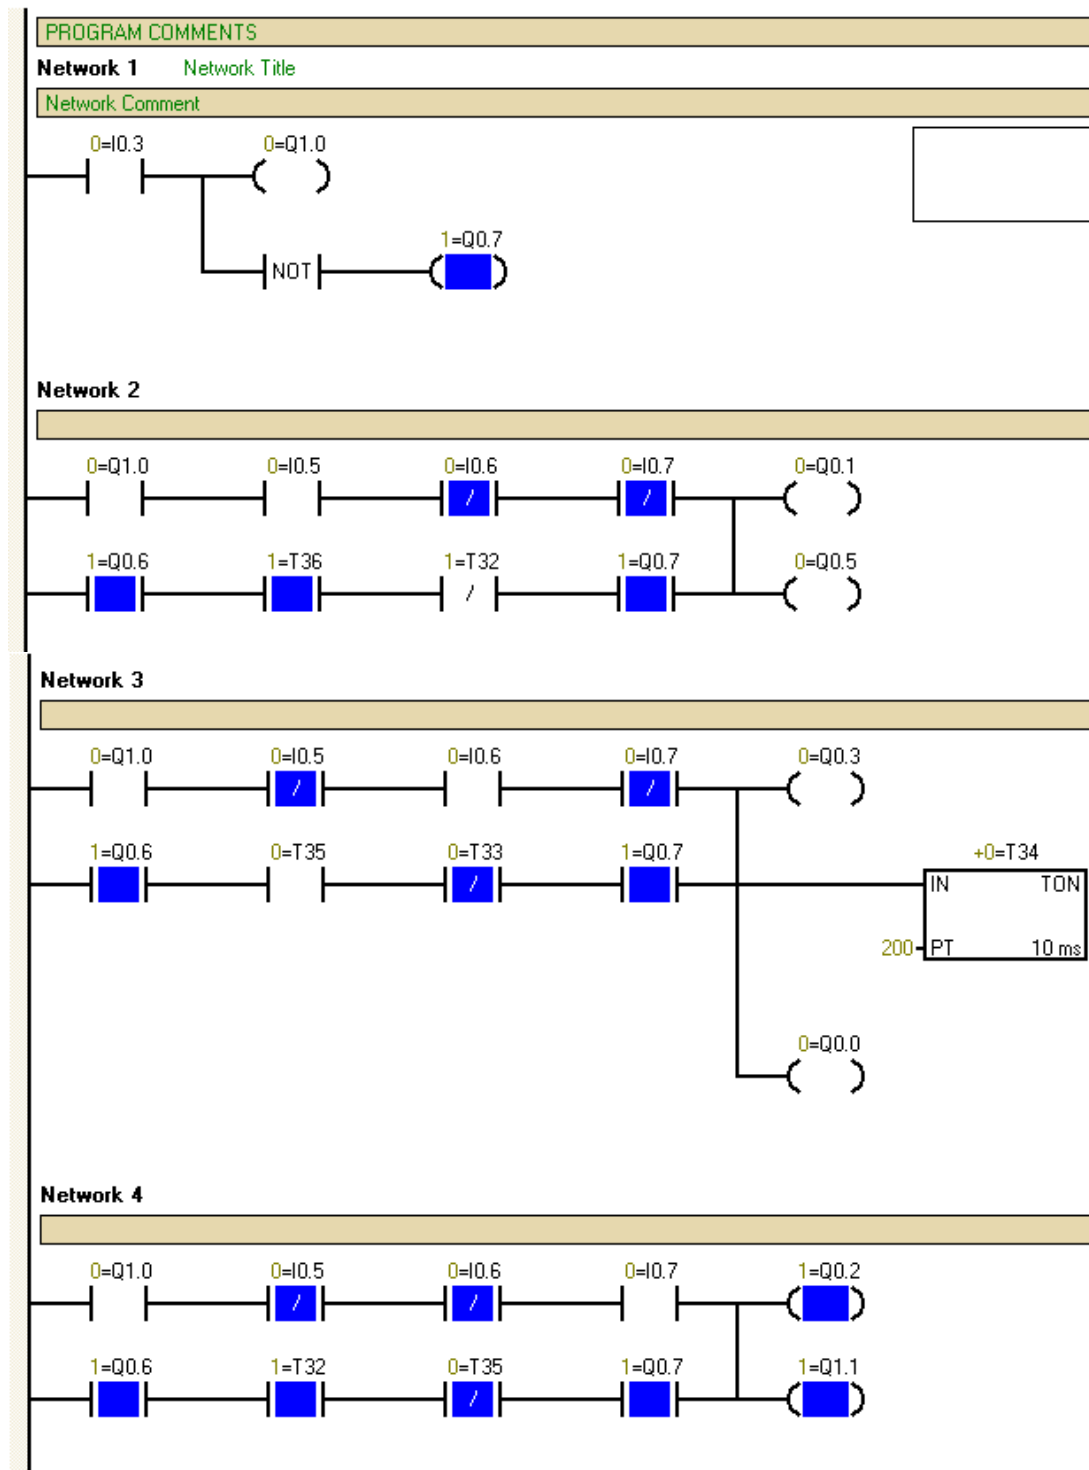 PROGRAM COMMENTS
Network 1 Network Title
Network Comment
0=I0.3 0=Q1.0
1=Q0.7
NOT
Network 2
0=Q1.0 0=I0.5 0=I0.6 0=I0.7 0=Q0.1
/ /
1=Q0.6 1=T36 1=T32 1=Q0.7 0=Q0.5
/
Network 3
0=Q1.0 0=I0.5 0=I0.6 0=I0.7 0=Q0.3
/ /
1=Q0.6 0=T35 0=T33 1=Q0.7 +0=T34
/ IN TON
200 PT 10 ms
0=Q0.0
Network 4
0=Q1.0 0=I0.5 0=I0.6 0=I0.7 1=Q0.2
/ /
1=Q0.6 1=T32 0=T35 1=Q0.7 1=Q1.1
/